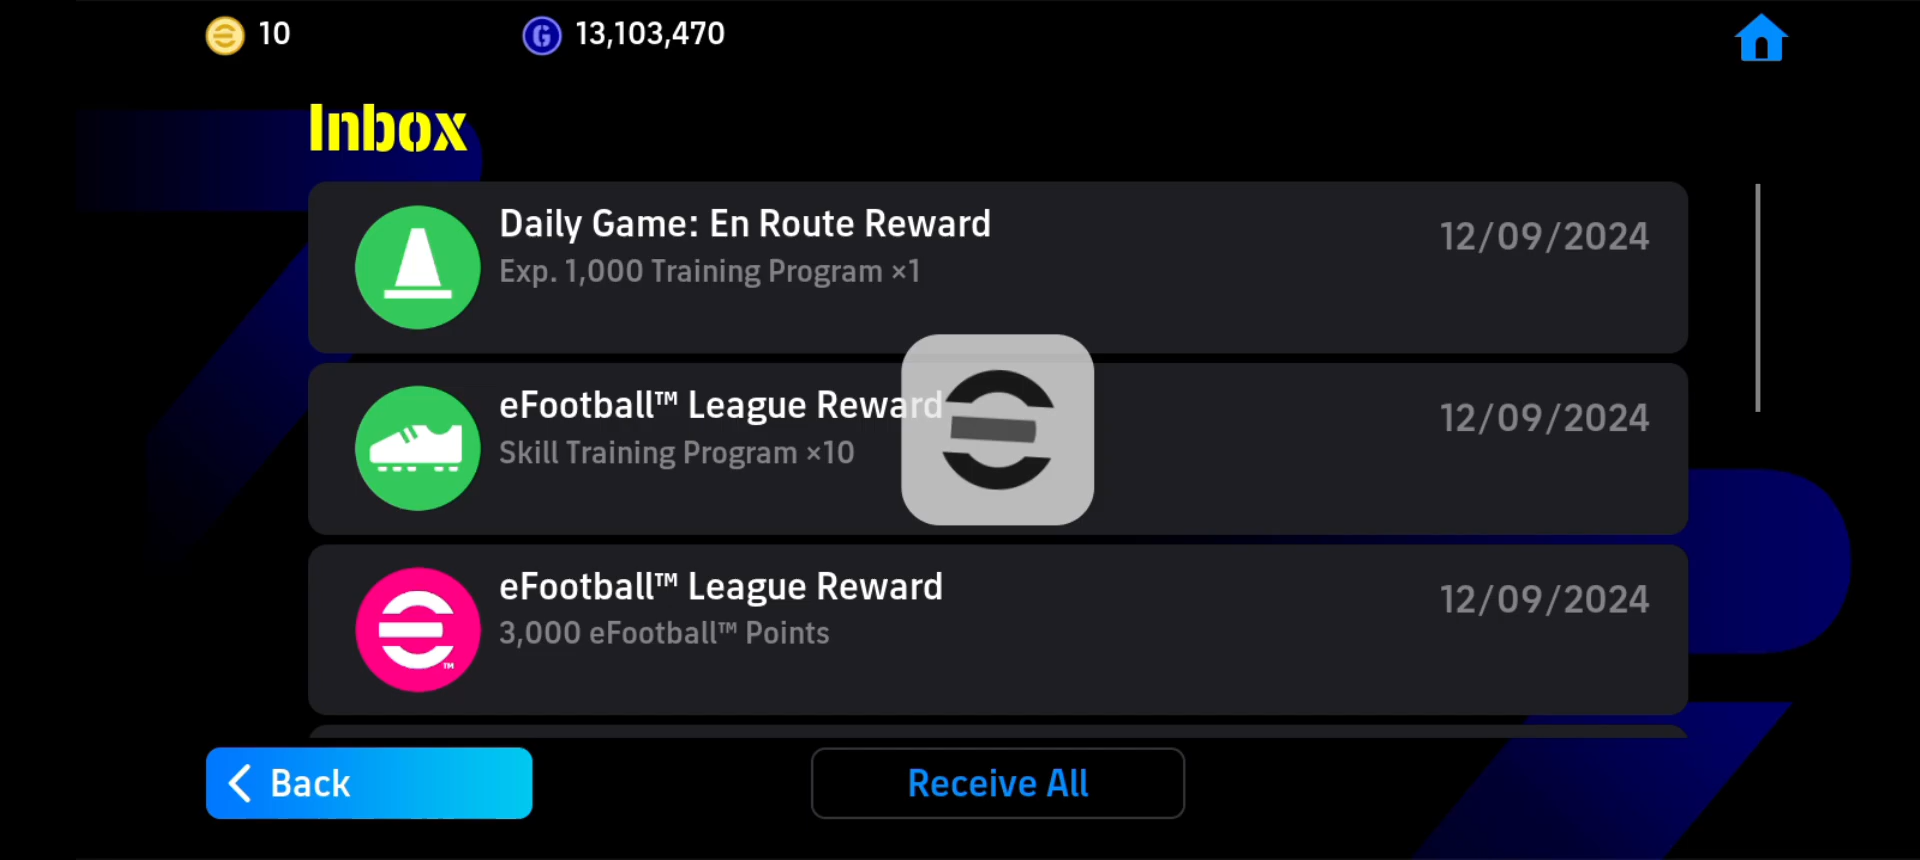 10
13,103,470
Inbox
Daily Game: En Route Reward
12/09/2024
Exp. 1,000 Training Program ×1
eFootball™ League Reward
12/09/2024
Skill Training Program ×10
eFootball™ League Reward
12/09/2024
3,000 eFootball™ Points
Back
Receive All